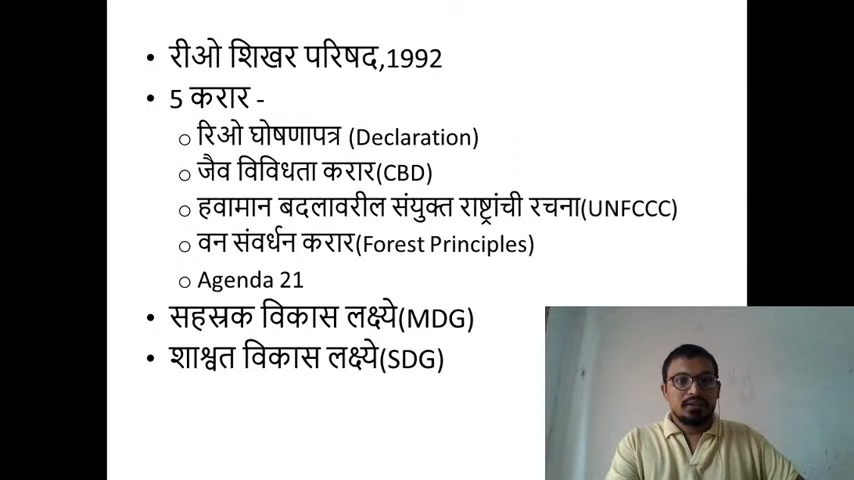 • रीओ शिखर परिषद,1992
• 5 करार -
o रिओ घोषणापत्र (Declaration)
o जैव विविधता करार(CBD)
o हवामान बदलावरील संयुक्त राष्ट्रांची रचना(UNFCCC)
o वन संवर्धन करार(Forest Principles)
o Agenda 21
• सहस्रक विकास लक्ष्ये(MDG)
• शाश्वत विकास लक्ष्ये(SDG)